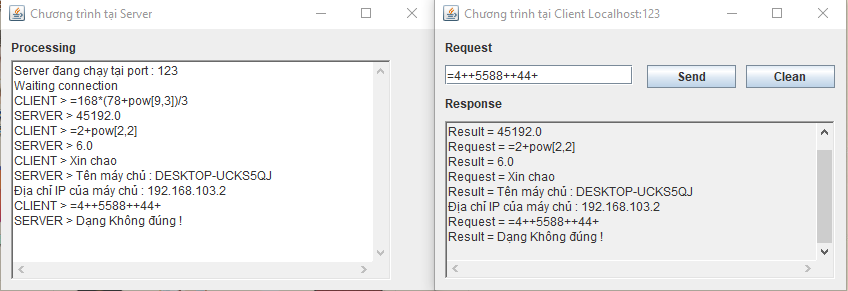 Chương trình tại Server
Processing
Server đang chạy tại port : 123
Waiting connection
CLIENT > =168*(78+pow[9,3])/3
SERVER > 45192.0
CLIENT > =2+pow[2,2]
SERVER > 6.0
CLIENT > Xin chao
SERVER > Tên máy chủ : DESKTOP-UCKS5QJ
Địa chỉ IP của máy chủ : 192.168.103.2
CLIENT > =4++5588++44+
SERVER > Dạng Không đúng !
Chương trình tại Client Localhost:123
Request
=4++5588++44+
Send
Clean
Response
Result = 45192.0
Request = =2+pow[2,2]
Result = 6.0
Request = Xin chao
Result = Tên máy chủ : DESKTOP-UCKS5QJ
Địa chỉ IP của máy chủ : 192.168.103.2
Request = =4++5588++44+
Result = Dạng Không đúng !